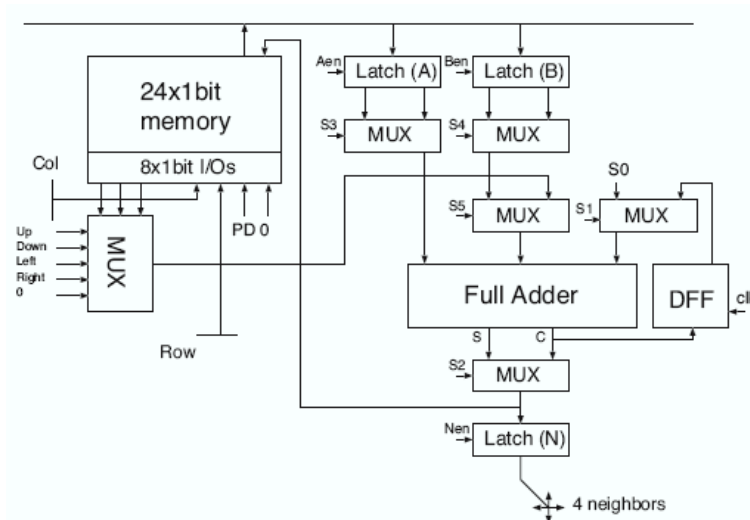 Aen
Latch (A)
Ben
Latch (B)
24x1bit
memory
S3
MUX
S4
MUX
Col
8x1bit I/Os
S0
S5
MUX
S1
MUX
Up
Down
Left
Right
0
MUX
PD 0
Full Adder
DFF
Row
S
C
S2
MUX
Nen
Latch (N)
4 neighbors